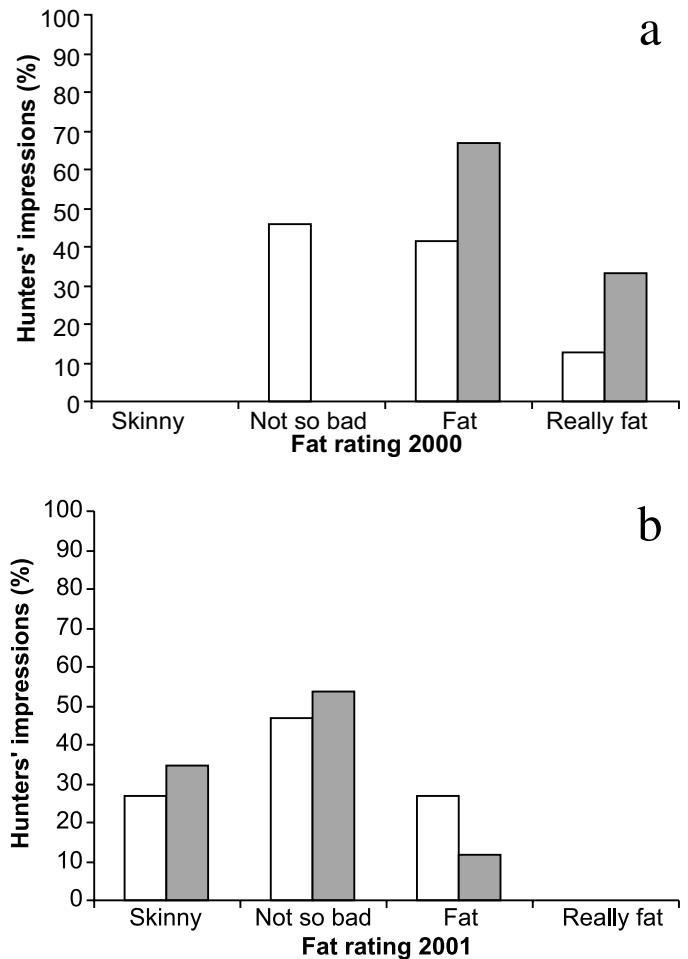 a
Hunters' impressions (%)
100
90
80
70
60
50
40
30
20
10
0
Skinny Not so bad Fat Really fat
Fat rating 2000
b
Hunters' impressions (%)
100
90
80
70
60
50
40
30
20
10
0
Skinny Not so bad Fat Really fat
Fat rating 2001